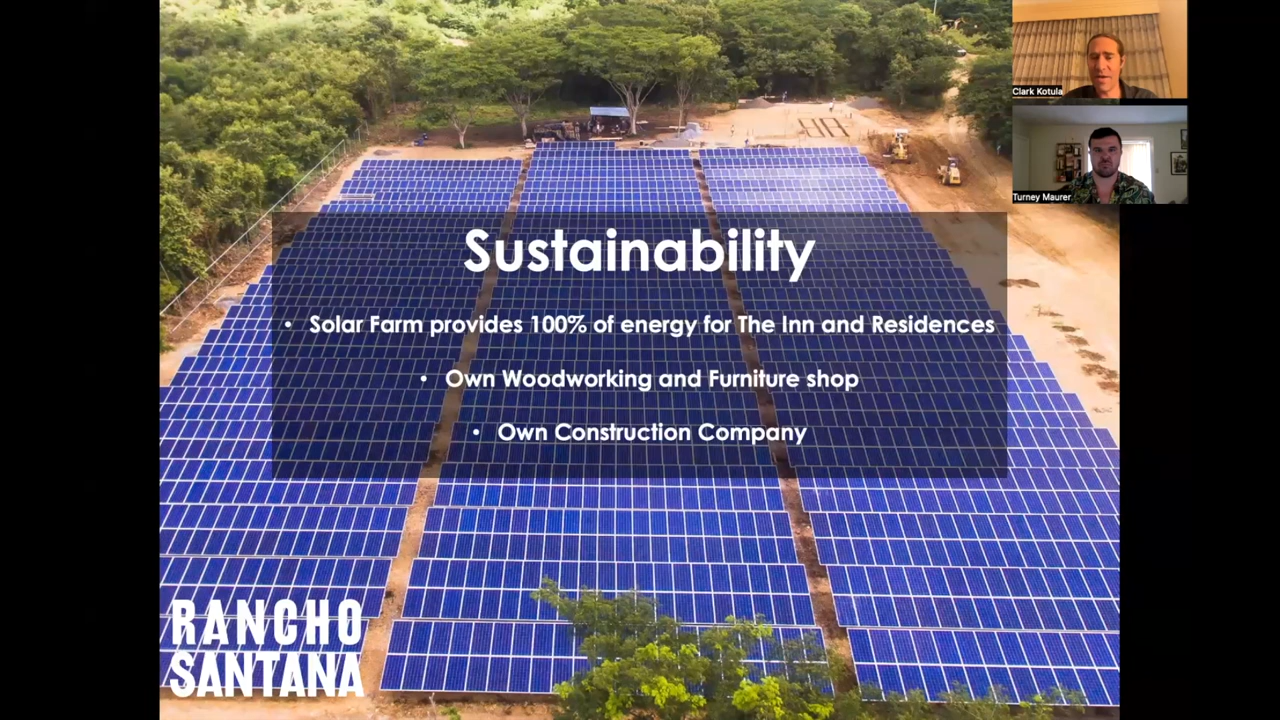 Clark Kotula
Turney Maurer
Sustainability
• Solar Farm provides 100% of energy for The Inn and Residences
• Own Woodworking and Furniture shop
• Own Construction Company
RANCHO
SANTANA